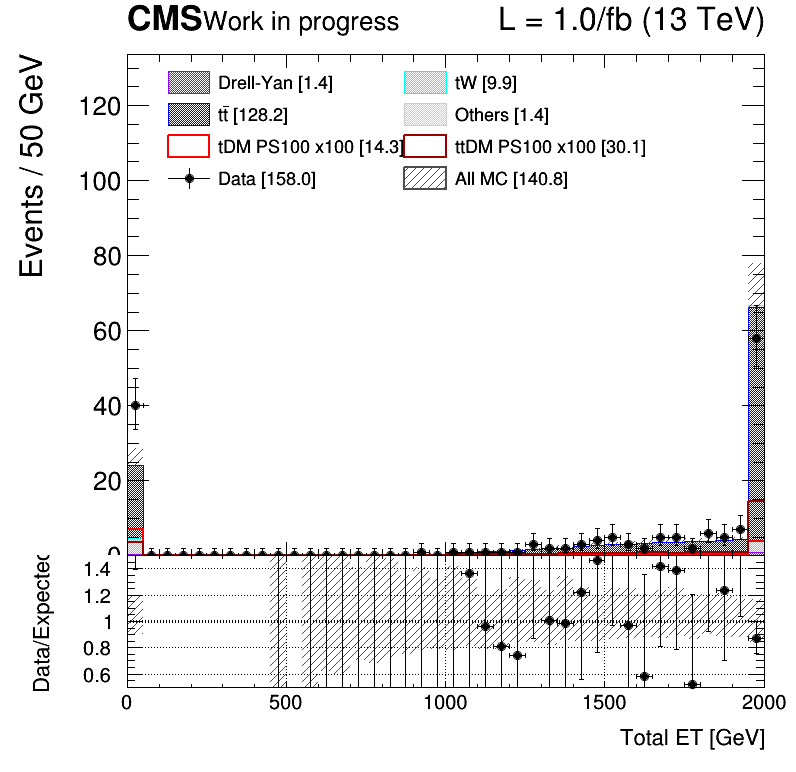 CMS Work in progress L = 1.0/fb (13 TeV)
Events / 50 GeV
Drell-Yan [1.4] tW [9.9]
tt̄ [128.2] Others [1.4]
tDM PS100 x100 [14.3] ttDM PS100 x100 [30.1]
Data [158.0] All MC [140.8]
120
100
80
60
40
20
0
Data/Expected
1.4
1.2
1
0.8
0.6
0 500 1000 1500 2000
Total ET [GeV]